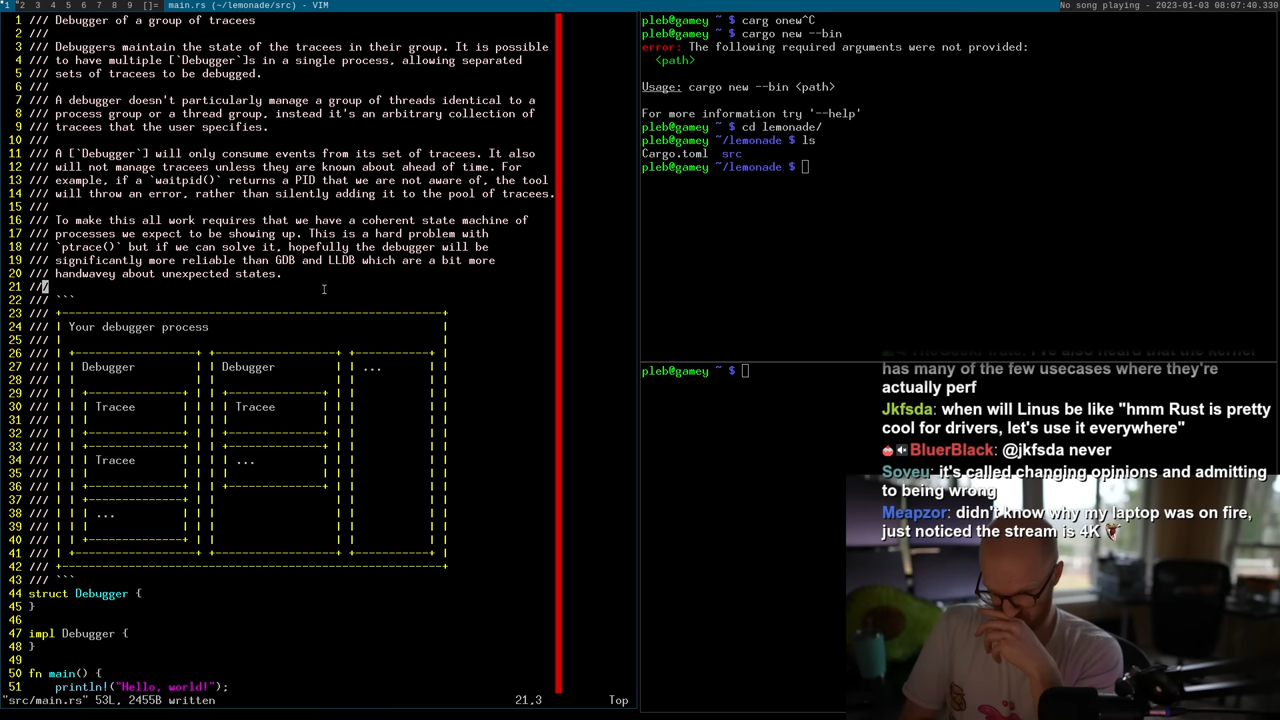 1 2 3 4 5 6 7 8 9 []= main.rs (~/lemonade/src) - VIM
No song playing - 2023-01-03 08:07:40.330
1 /// Debugger of a group of tracees
2 ///
3 /// Debuggers maintain the state of the tracees in their group. It is possible
4 /// to have multiple [`Debugger`]s in a single process, allowing separated
5 /// sets of tracees to be debugged.
6 ///
7 /// A debugger doesn't particularly manage a group of threads identical to a
8 /// process group or a thread group, instead it's an arbitrary collection of
9 /// tracees that the user specifies.
10 ///
11 /// A [`Debugger`] will only consume events from its set of tracees. It also
12 /// will not manage tracees unless they are known about ahead of time. For
13 /// example, if a `waitpid()` returns a PID that we are not aware of, the tool
14 /// will throw an error, rather than silently adding it to the pool of tracees.
15 ///
16 /// To make this all work requires that we have a coherent state machine of
17 /// processes we expect to be showing up. This is a hard problem with
18 /// `ptrace()` but if we can solve it, hopefully the debugger will be
19 /// significantly more reliable than GDB and LLDB which are a bit more
20 /// handwavey about unexpected states.
21 ///
22 /// ```
23 /// +---------------------------------------------------------+
24 /// | Your debugger process                                   |
25 /// |                                                         |
26 /// | +------------------+ +------------------+ +-----------+ |
27 /// | | Debugger         | | Debugger         | | ...       | |
28 /// | |                  | |                  | |           | |
29 /// | | +--------------+ | | +--------------+ | |           | |
30 /// | | | Tracee       | | | | Tracee       | | |           | |
31 /// | | |              | | | |              | | |           | |
32 /// | | +--------------+ | | +--------------+ | |           | |
33 /// | | +--------------+ | | +--------------+ | |           | |
34 /// | | | Tracee       | | | | ...          | | |           | |
35 /// | | |              | | | |              | | |           | |
36 /// | | +--------------+ | | +--------------+ | |           | |
37 /// | | +--------------+ | |                  | |           | |
38 /// | | | ...          | | |                  | |           | |
39 /// | | |              | | |                  | |           | |
40 /// | | +--------------+ | |                  | |           | |
41 /// | +------------------+ +------------------+ +-----------+ |
42 /// +---------------------------------------------------------+
43 /// ```
44 struct Debugger {
45 }
46
47 impl Debugger {
48 }
49
50 fn main() {
51     println!("Hello, world!");
"src/main.rs" 53L, 2455B written 21,3 Top
pleb@gamey ~ $ carg onew^C
pleb@gamey ~ $ cargo new --bin
error: The following required arguments were not provided:
<path>
Usage: cargo new --bin <path>
For more information try '--help'
pleb@gamey ~ $ cd lemonade/
pleb@gamey ~/lemonade $ ls
Cargo.toml src
pleb@gamey ~/lemonade $
pleb@gamey ~ $
has many of the few usecases where they're
actually perf
Jkfsda: when will Linus be like "hmm Rust is pretty
cool for drivers, let's use it everywhere"
BluerBlack: @jkfsda never
Soveu: it's called changing opinions and admitting
to being wrong
Meapzor: didn't know why my laptop was on fire,
just noticed the stream is 4K